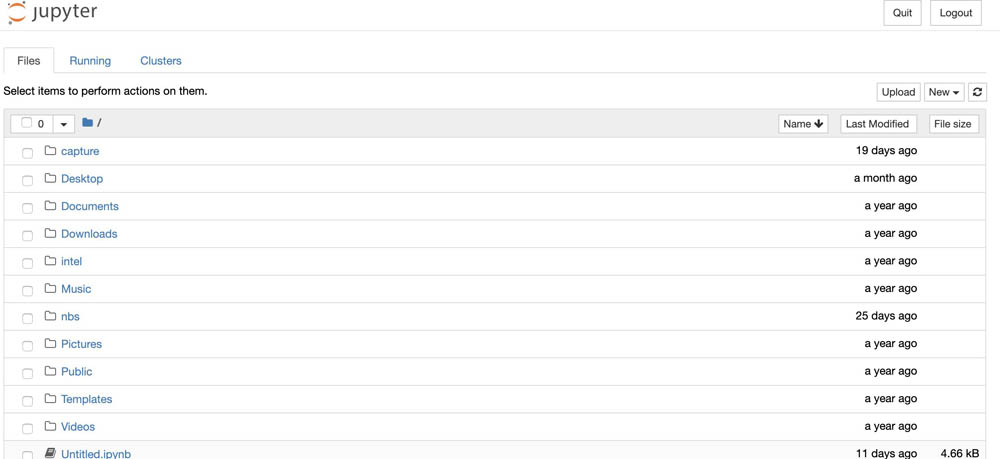 jupyter Quit Logout
Files Running Clusters
Select items to perform actions on them. Upload New
0 / Name Last Modified File size
capture 19 days ago
Desktop a month ago
Documents a year ago
Downloads a year ago
intel a year ago
Music a year ago
nbs 25 days ago
Pictures a year ago
Public a year ago
Templates a year ago
Videos a year ago
Untitled.ipynb 11 days ago 4.66 kB